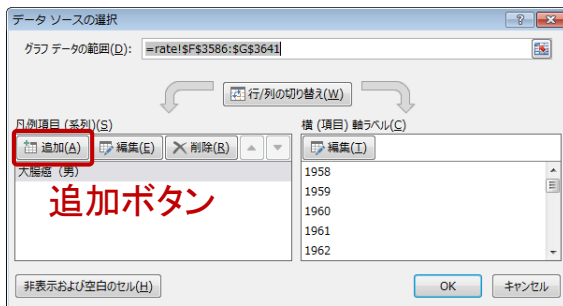 データ ソースの選択
グラフ データの範囲(D): =rate!$F$3586:$G$3641
行/列の切り替え(W)
凡例項目 (系列)(S)
横 (項目) 軸ラベル(C)
追加(A) 編集(E) 削除(R)
編集(I)
大腸癌 (男)
追加ボタン
1958
1959
1960
1961
1962
非表示および空白のセル(H)
OK キャンセル